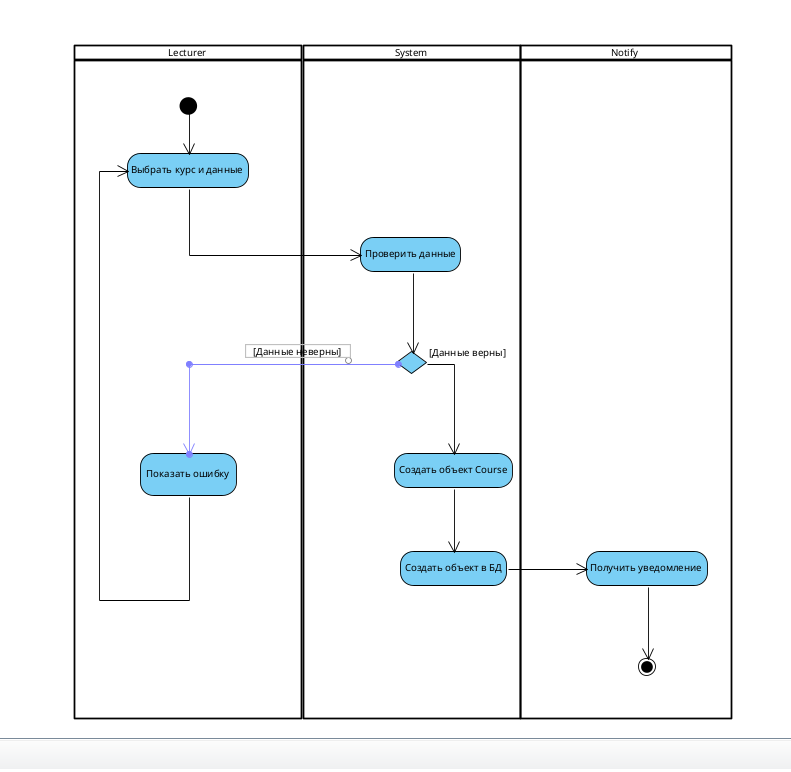 Lecturer
System
Notify
Выбрать курс и данные
Проверить данные
[Данные неверны]
[Данные верны]
Показать ошибку
Создать объект Course
Создать объект в БД
Получить уведомление